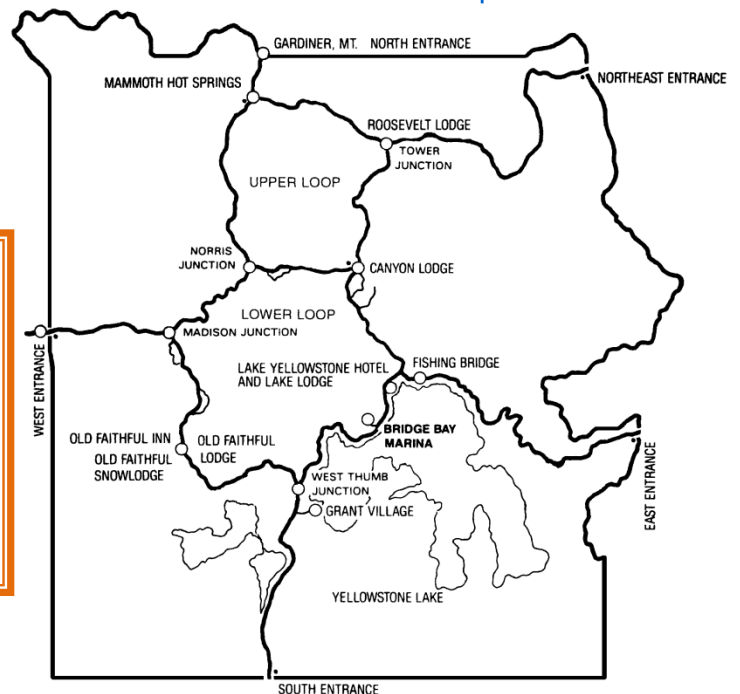 GARDINER, MT. NORTH ENTRANCE
MAMMOTH HOT SPRINGS
NORTHEAST ENTRANCE
ROOSEVELT LODGE
TOWER
JUNCTION
UPPER LOOP
NORRIS
JUNCTION
CANYON LODGE
LOWER LOOP
MADISON JUNCTION
WEST ENTRANCE
LAKE YELLOWSTONE HOTEL
AND LAKE LODGE
FISHING BRIDGE
BRIDGE BAY
MARINA
OLD FAITHFUL INN
OLD FAITHFUL
SNOWLODGE
OLD FAITHFUL
LODGE
WEST THUMB
JUNCTION
GRANT VILLAGE
EAST ENTRANCE
YELLOWSTONE LAKE
SOUTH ENTRANCE